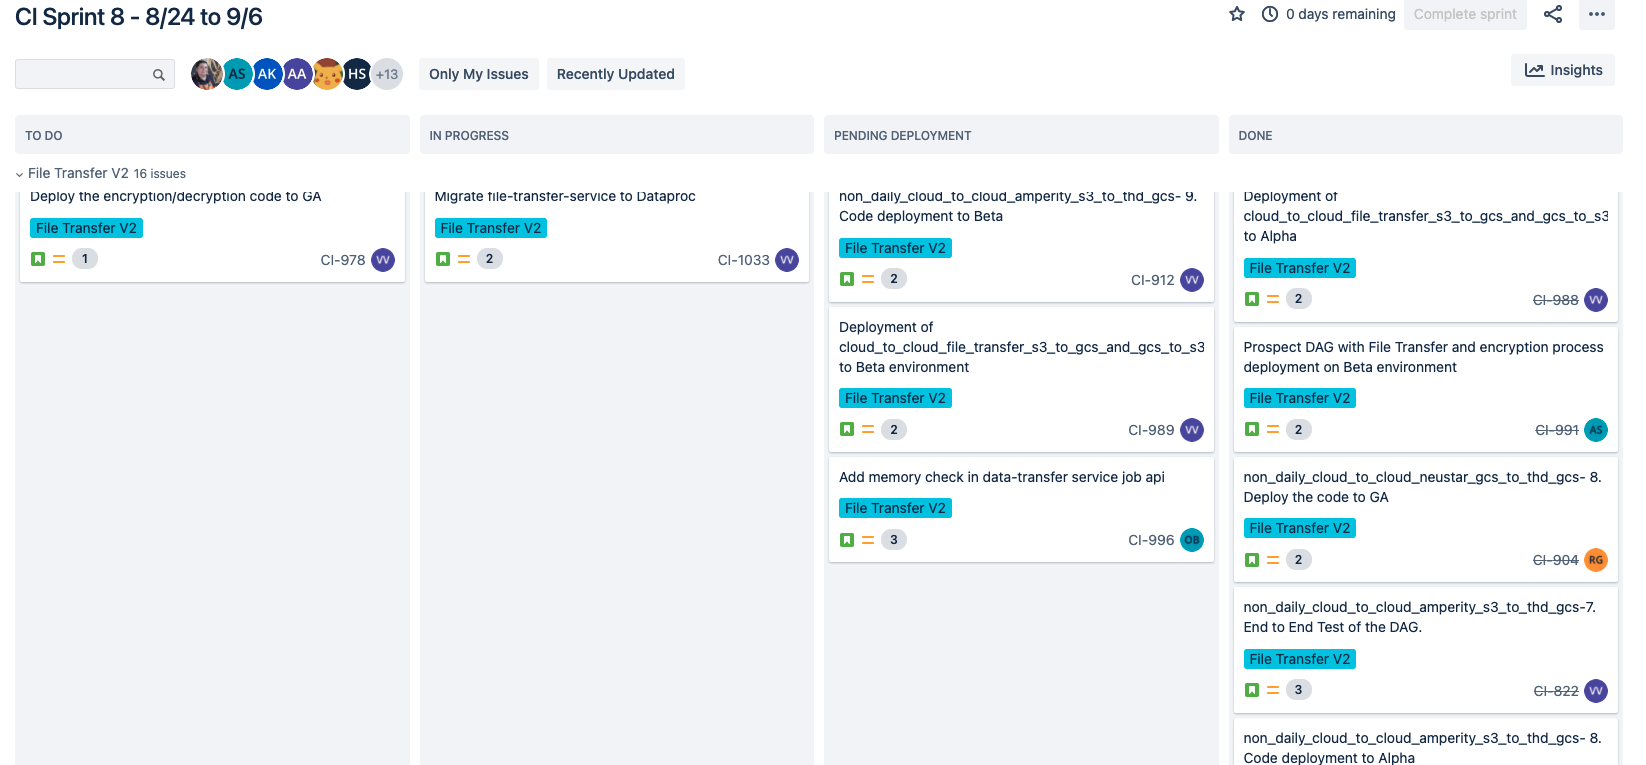 CI Sprint 8 - 8/24 to 9/6
0 days remaining
Complete sprint
AS
AK
AA
HS
+13
Only My Issues
Recently Updated
Insights
TO DO
IN PROGRESS
PENDING DEPLOYMENT
DONE
File Transfer V2 16 issues
Deploy the encryption/decryption code to GA
File Transfer V2
1
CI-978
VV
Migrate file-transfer-service to Dataproc
File Transfer V2
2
CI-1033
VV
non_daily_cloud_to_cloud_amperity_s3_to_thd_gcs- 9.
Code deployment to Beta
File Transfer V2
2
CI-912
VV
Deployment of
cloud_to_cloud_file_transfer_s3_to_gcs_and_gcs_to_s3
to Beta environment
File Transfer V2
2
CI-989
VV
Add memory check in data-transfer service job api
File Transfer V2
3
CI-996
OB
Deployment of
cloud_to_cloud_file_transfer_s3_to_gcs_and_gcs_to_s3
to Alpha
File Transfer V2
2
CI-988
VV
Prospect DAG with File Transfer and encryption process
deployment on Beta environment
File Transfer V2
2
CI-991
AS
non_daily_cloud_to_cloud_neustar_gcs_to_thd_gcs- 8.
Deploy the code to GA
File Transfer V2
2
CI-904
RG
non_daily_cloud_to_cloud_amperity_s3_to_thd_gcs-7.
End to End Test of the DAG.
File Transfer V2
3
CI-822
VV
non_daily_cloud_to_cloud_amperity_s3_to_thd_gcs- 8.
Code deployment to Alpha